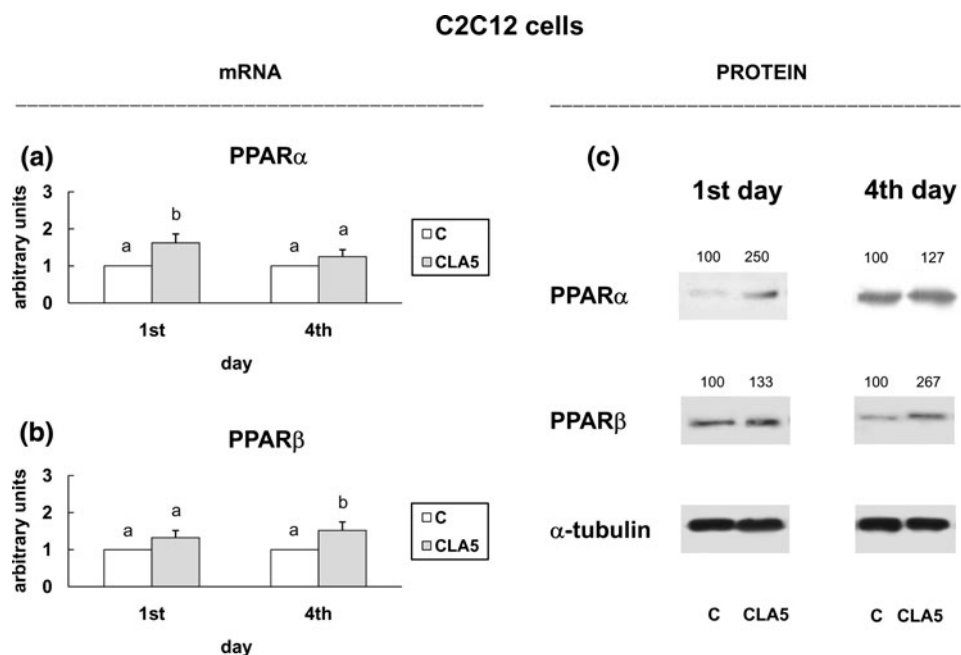 C2C12 cells
mRNA
PROTEIN
(a)
PPARα
arbitrary units
3
2
1
0
a
b
a
a
C
CLA5
1st
4th
day
(b)
PPARβ
arbitrary units
3
2
1
0
a
a
a
b
C
CLA5
1st
4th
day
(c)
1st day
4th day
100 250
100 127
PPARα
100 133
100 267
PPARβ
α-tubulin
C CLA5
C CLA5